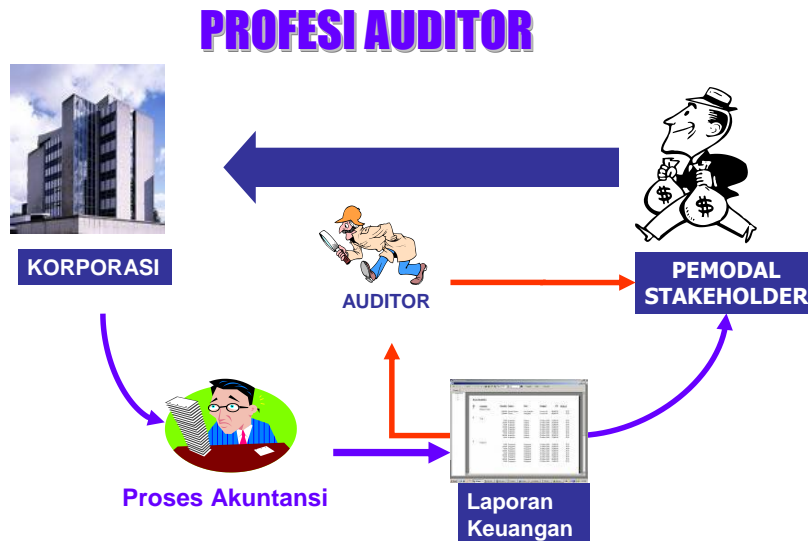 PROFESI AUDITOR
KORPORASI
AUDITOR
PEMODAL
STAKEHOLDER
$ $
Proses Akuntansi
Laporan
Keuangan